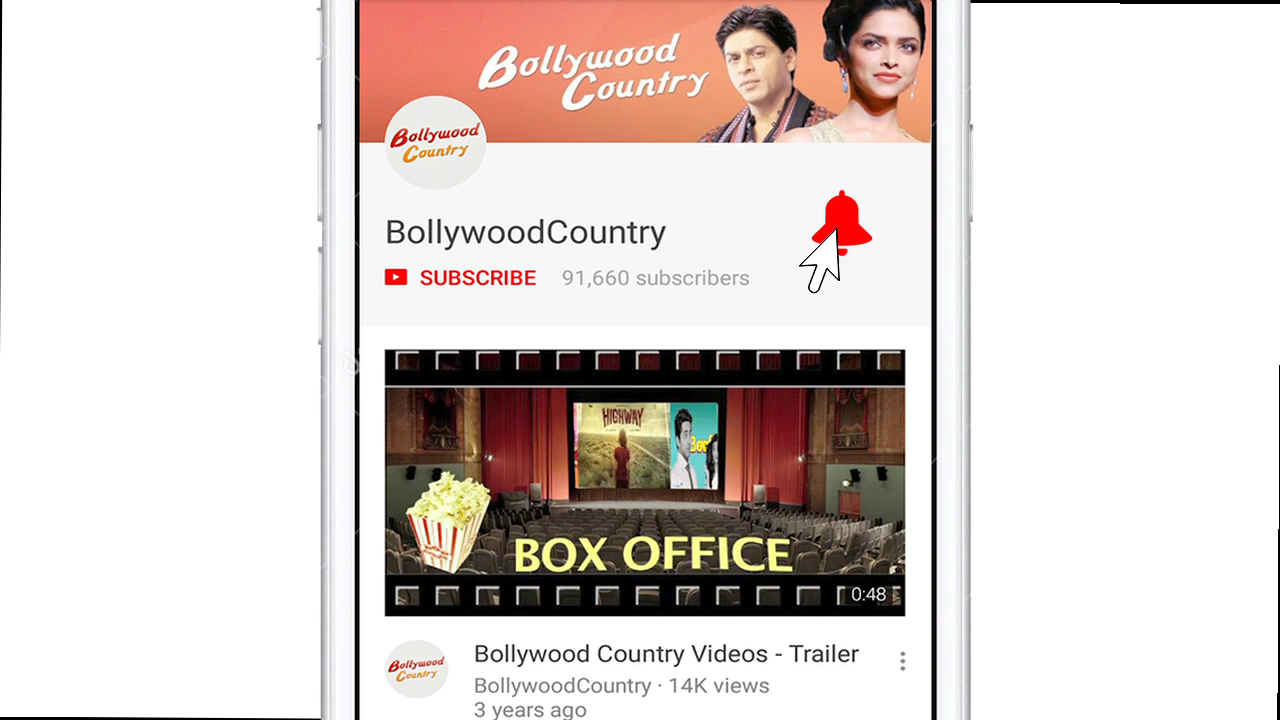 Bollywood
Country
Bollywood
Country
BollywoodCountry
SUBSCRIBE 91,660 subscribers
HIGHWAY
BOX OFFICE
0:48
Bollywood
Country
Bollywood Country Videos - Trailer
BollywoodCountry · 14K views
3 years ago